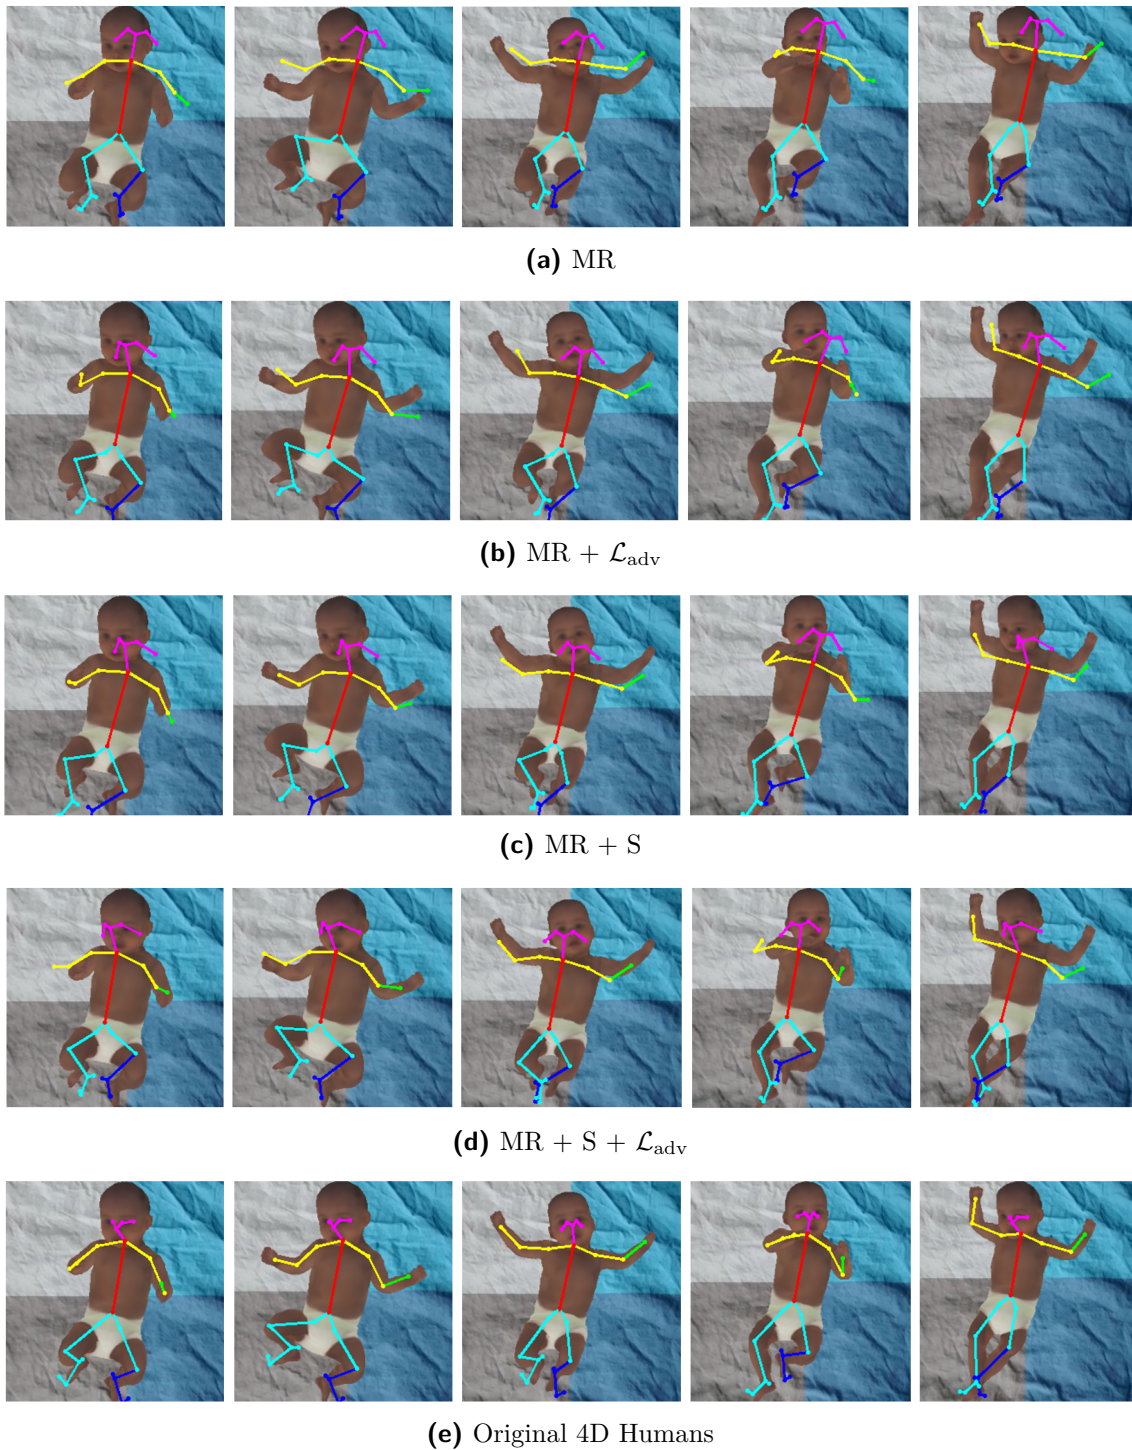 (a) MR
(b) MR + ℒadv
(c) MR + S
(d) MR + S + ℒadv
(e) Original 4D Humans